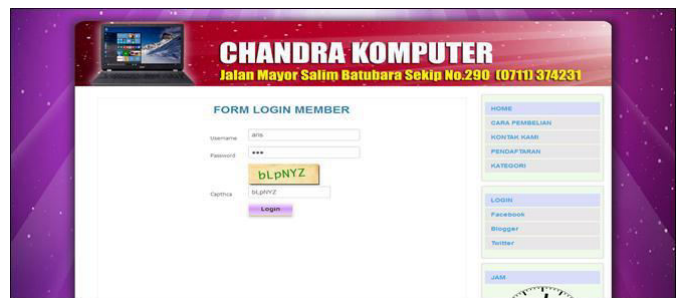 CHANDRA KOMPUTER
Jalan Mayor Salim Batubara Sekip No.290 (0711) 374231
FORM LOGIN MEMBER
Username
aris
Password
•••
bLpNYZ
Capthca
bLpNYZ
Login
HOME
CARA PEMBELIAN
KONTAK KAMI
PENDAFTARAN
KATEGORI
LOGIN
Facebook
Blogger
Twitter
JAM